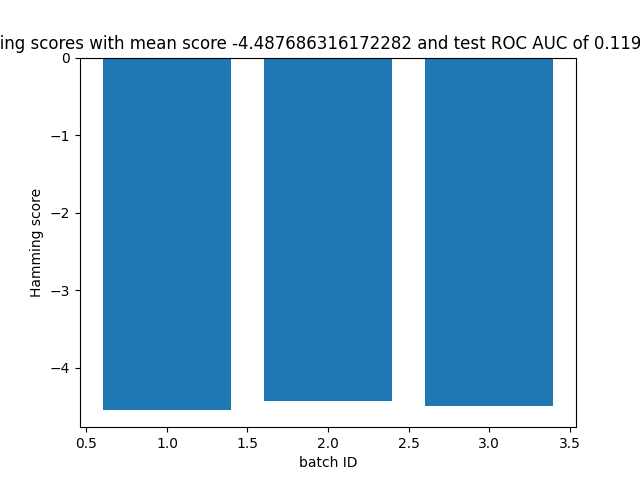 ing scores with mean score -4.487686316172282 and test ROC AUC of 0.119
0
−1
−2
−3
−4
Hamming score
0.5 1.0 1.5 2.0 2.5 3.0 3.5
batch ID